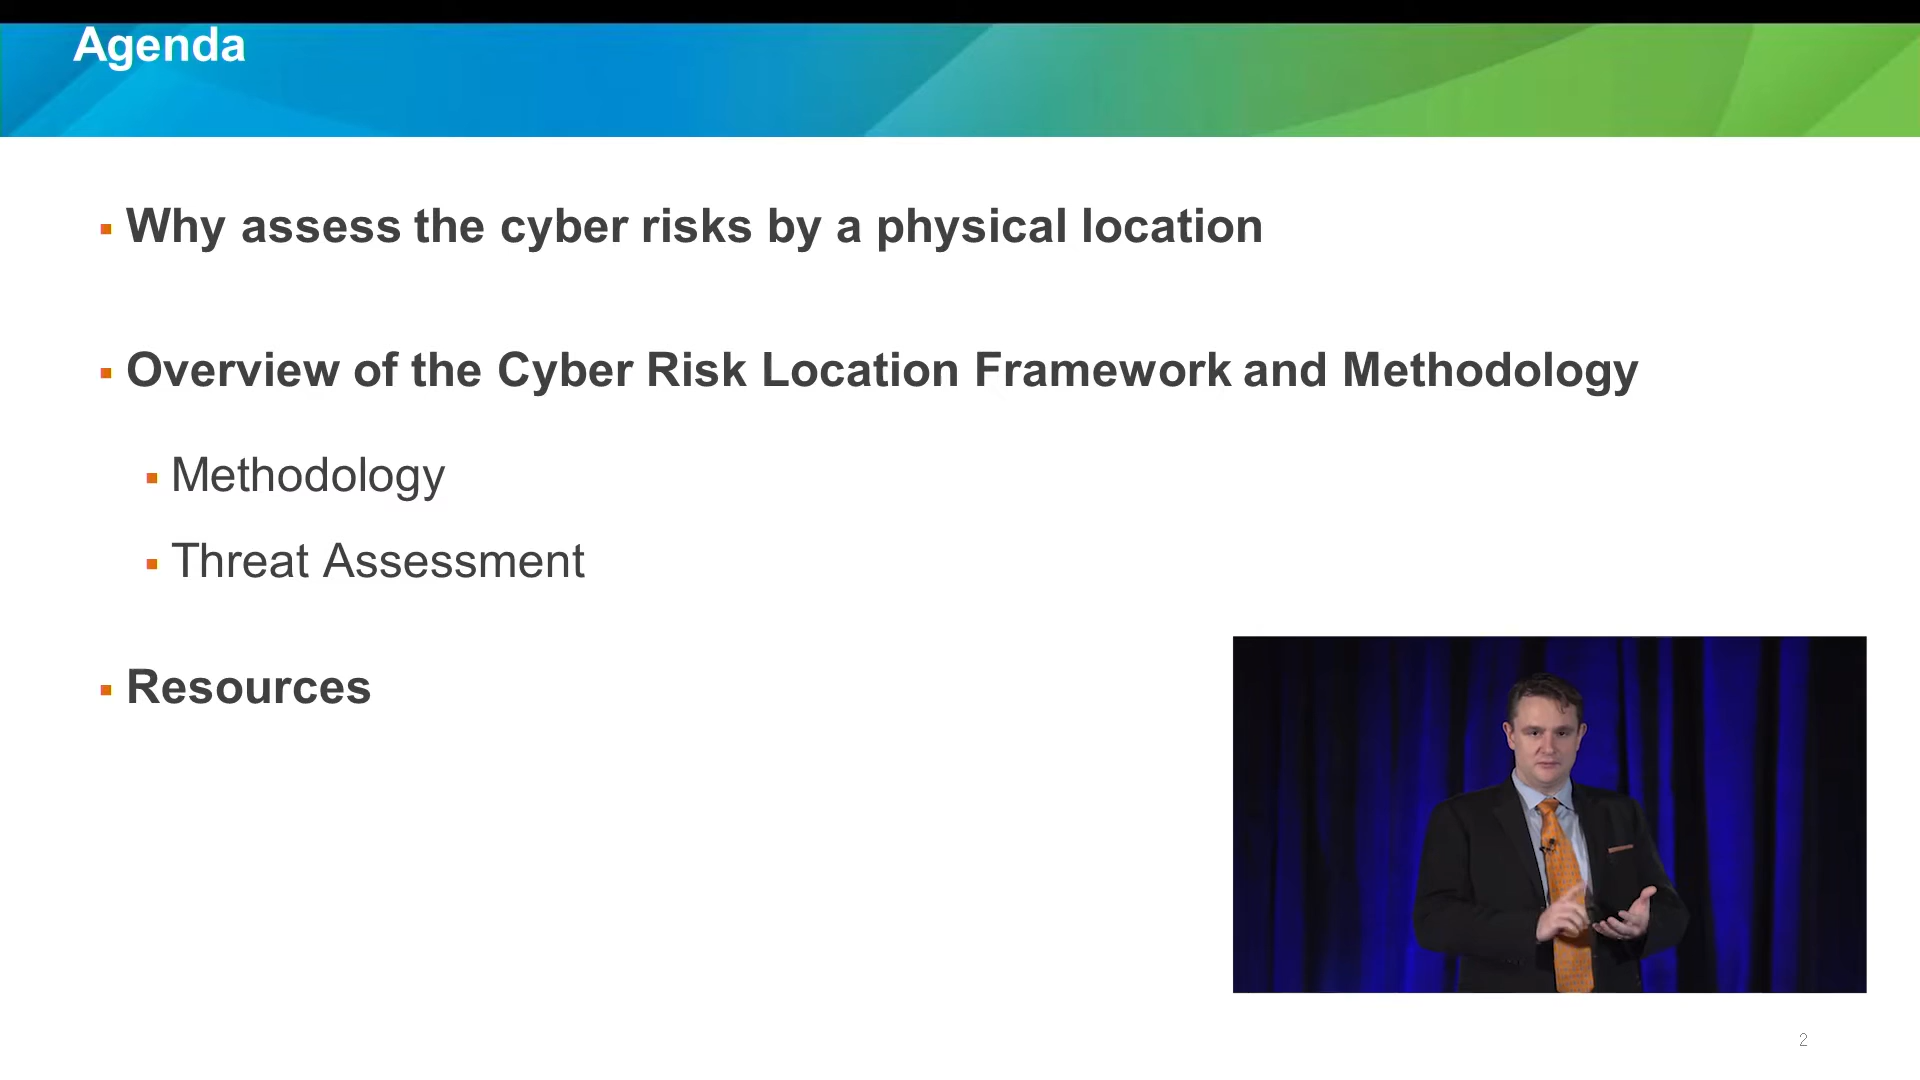 Agenda
Why assess the cyber risks by a physical location
Overview of the Cyber Risk Location Framework and Methodology
Methodology
Threat Assessment
Resources
2